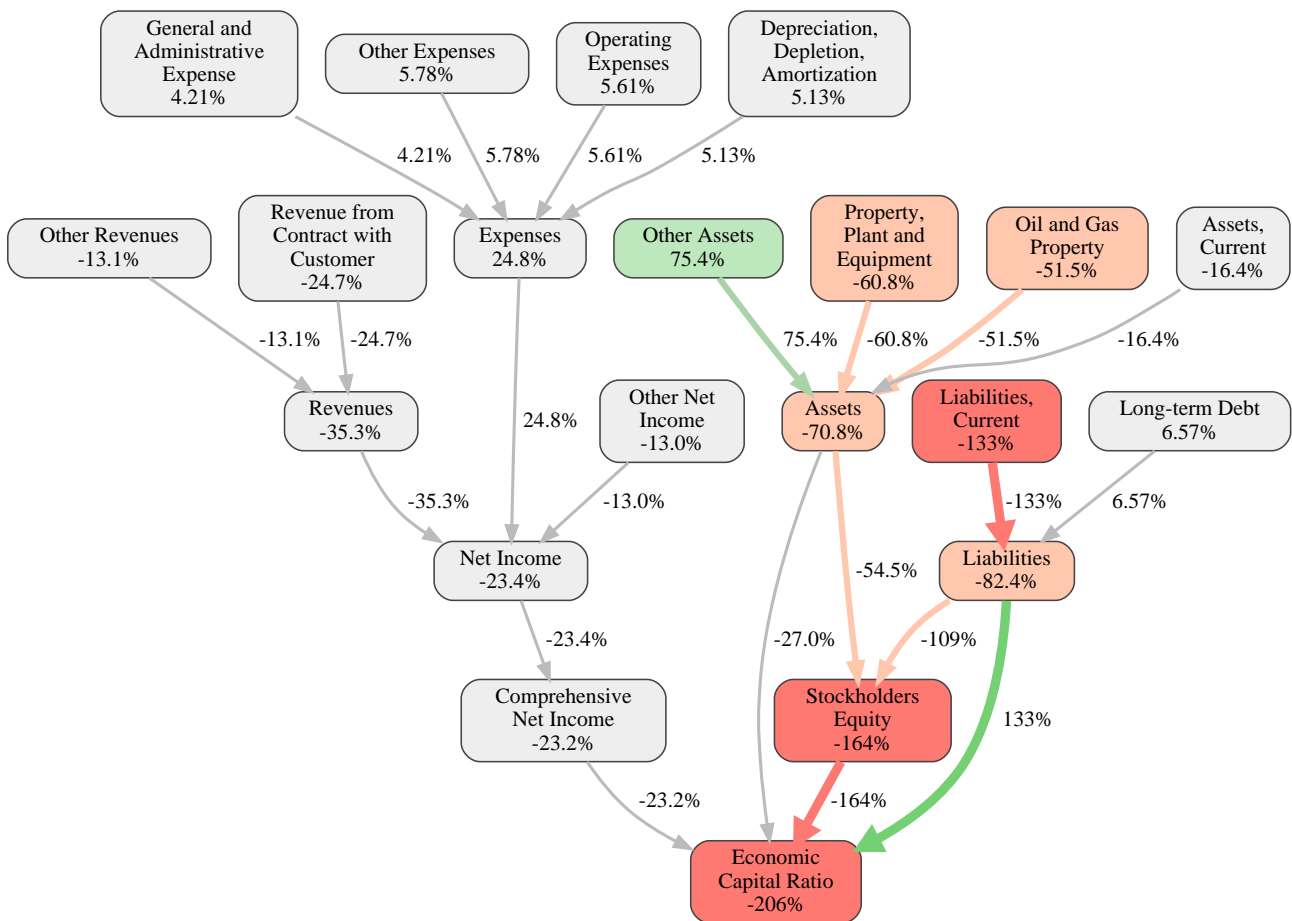 General and
Administrative
Expense
4.21%
Other Expenses
5.78%
Operating
Expenses
5.61%
Depreciation,
Depletion,
Amortization
5.13%
4.21%
5.78%
5.61%
5.13%
Other Revenues
-13.1%
Revenue from
Contract with
Customer
-24.7%
Expenses
24.8%
Other Assets
75.4%
Property,
Plant and
Equipment
-60.8%
Oil and Gas
Property
-51.5%
Assets,
Current
-16.4%
-13.1%
-24.7%
75.4%
-60.8%
-51.5%
-16.4%
Revenues
-35.3%
24.8%
Other Net
Income
-13.0%
Assets
-70.8%
Liabilities,
Current
-133%
Long-term Debt
6.57%
-35.3%
-13.0%
-133%
6.57%
Net Income
-23.4%
-54.5%
Liabilities
-82.4%
-23.4%
-27.0%
-109%
Comprehensive
Net Income
-23.2%
Stockholders
Equity
-164%
133%
-23.2%
-164%
Economic
Capital Ratio
-206%